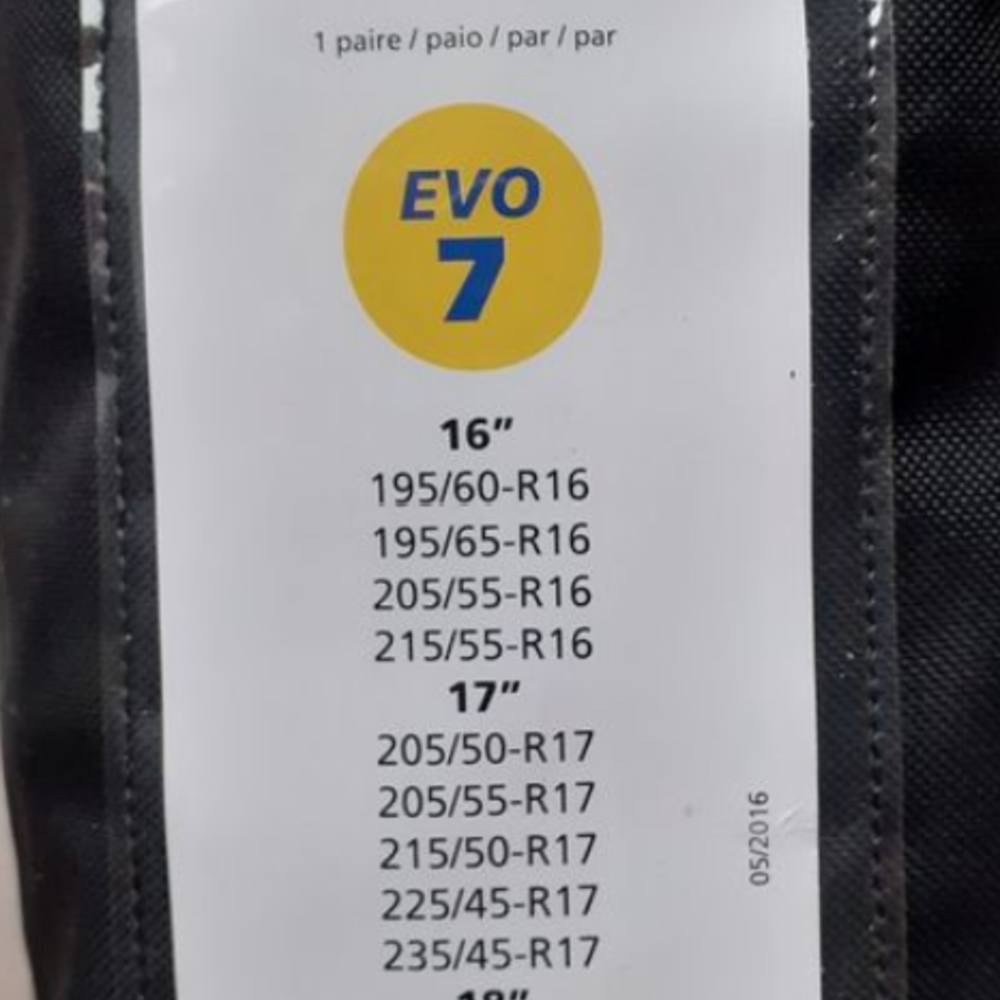 1 paire / paio / par / par
EVO
7
16”
195/60-R16
195/65-R16
205/55-R16
215/55-R16
17”
205/50-R17
205/55-R17
215/50-R17
225/45-R17
235/45-R17
05/2016
18”